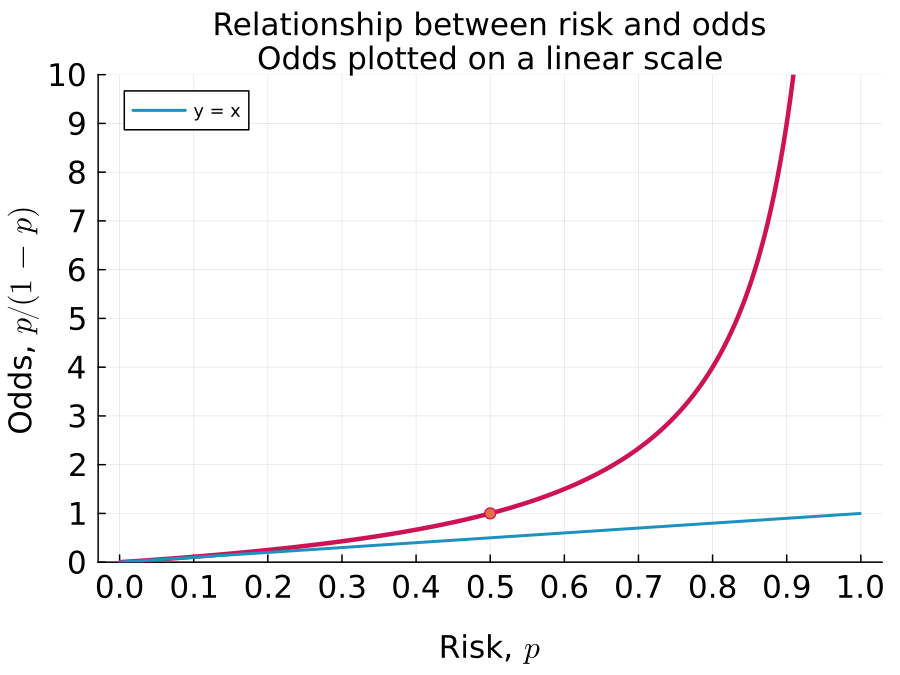 Relationship between risk and odds
Odds plotted on a linear scale
y = x
10
9
8
7
6
5
4
3
2
1
0
Odds, p/(1 − p)
0.0 0.1 0.2 0.3 0.4 0.5 0.6 0.7 0.8 0.9 1.0
Risk, p